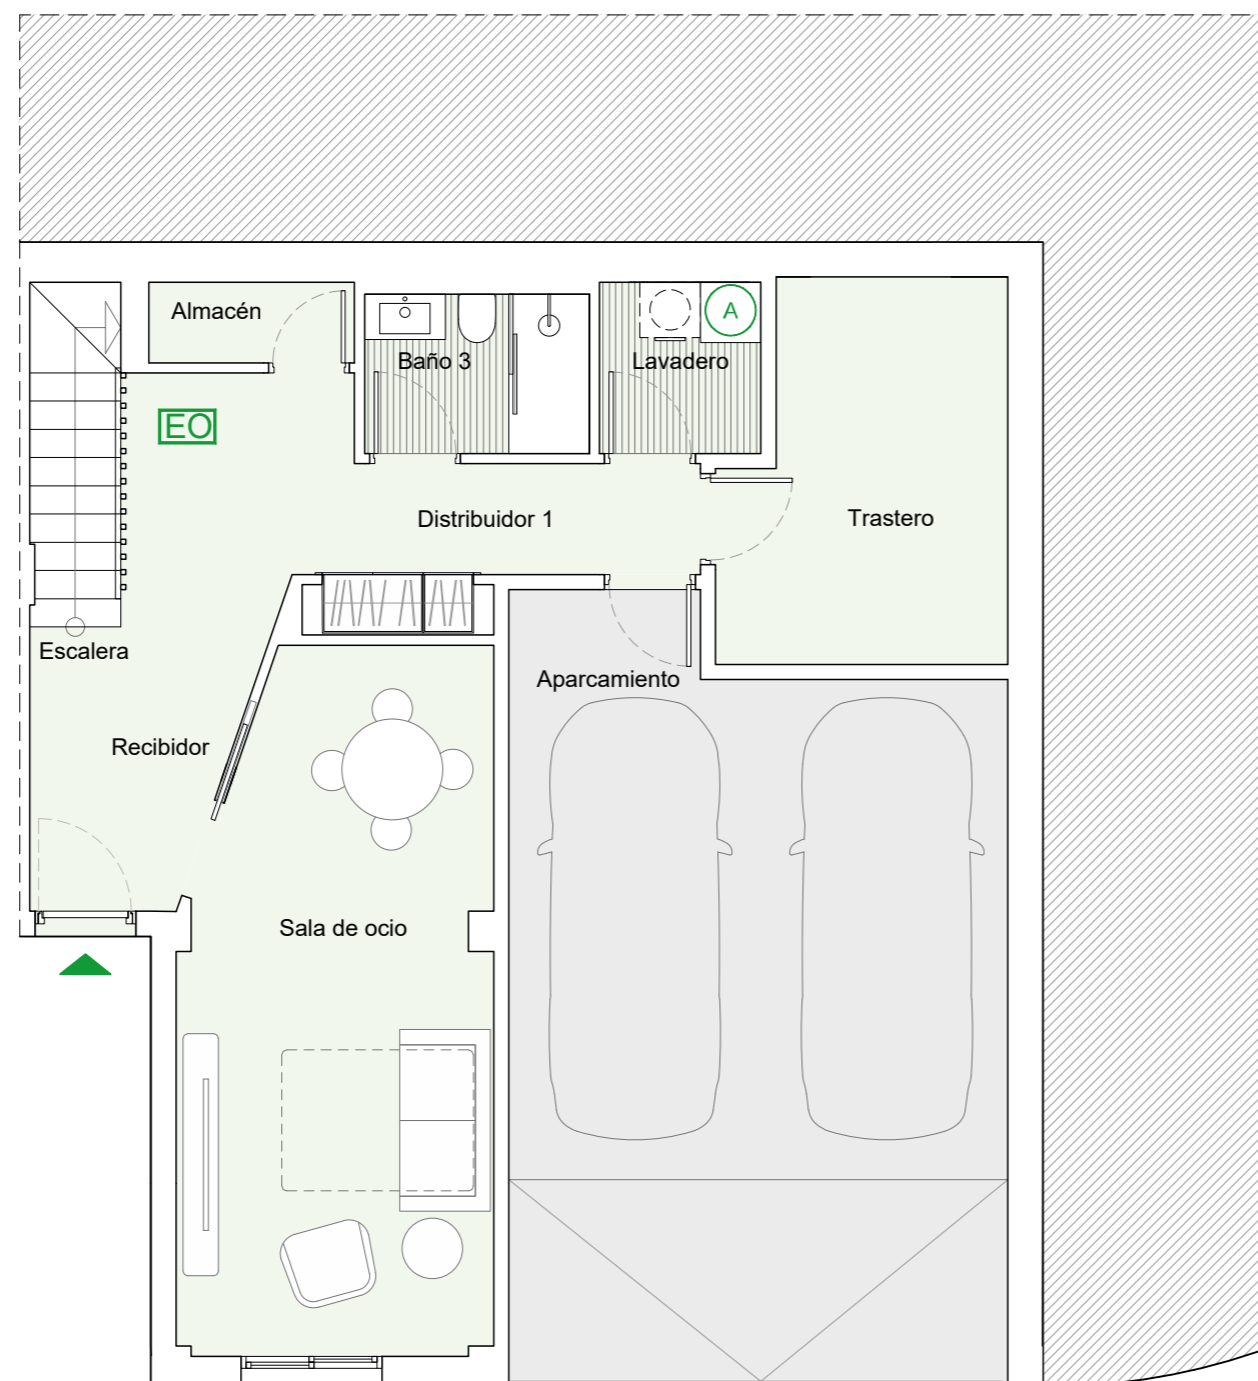 Almacén
A
Baño 3
Lavadero
EO
Distribuidor 1
Trastero
Escalera
Aparcamiento
Recibidor
Sala de ocio